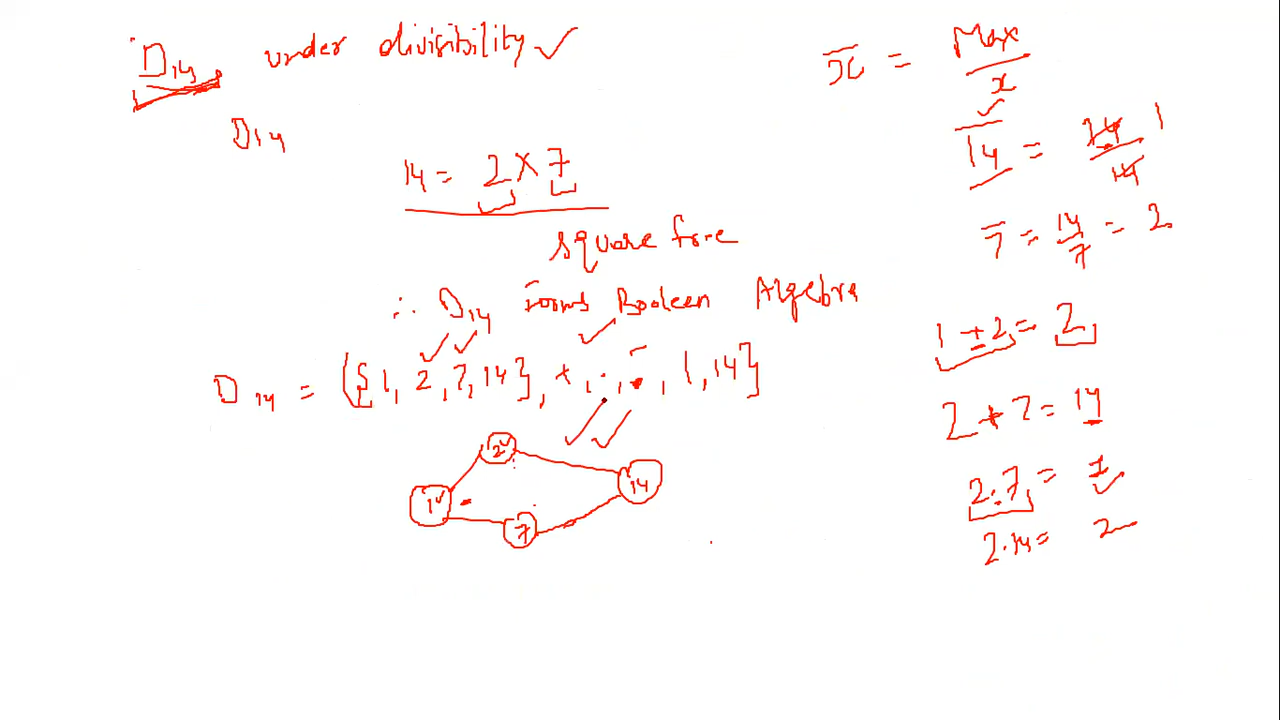 D14 under divisibility ✓
D14
14 = 2 × 7
square free
∴ D14 forms Boolean Algebra
D14 = ({1, 2, 7, 14}, +, ·, ‾, 1, 14}
2
1
14
7
x̄ = Max / x
1̅4̅ = 14 / 14 1
7̅ = 14 / 7 = 2
1 + 2 = 2
2 + 7 = 14
2 · 7 = 1
2 · 14 = 2